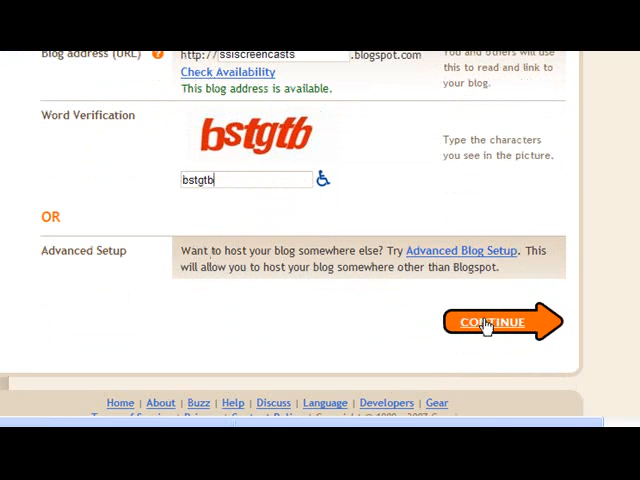 Blog address (URL) ? http:// ssiscreencasts .blogspot.com You and others will use
this to read and link to
your blog.
Check Availability
This blog address is available.
Word Verification
bstgtb
Type the characters
you see in the picture.
bstgtb
OR
Advanced Setup
Want to host your blog somewhere else? Try Advanced Blog Setup. This
will allow you to host your blog somewhere other than Blogspot.
CONTINUE
Home | About | Buzz | Help | Discuss | Language | Developers | Gear